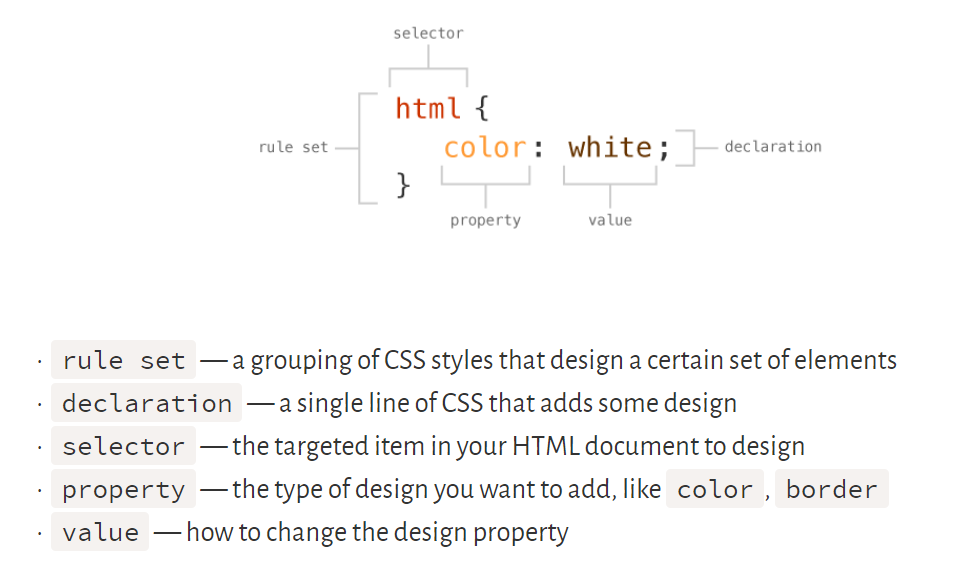 selector
html {
rule set
color: white;
declaration
}
property value
· rule set — a grouping of CSS styles that design a certain set of elements
· declaration — a single line of CSS that adds some design
· selector — the targeted item in your HTML document to design
· property — the type of design you want to add, like color , border
· value — how to change the design property